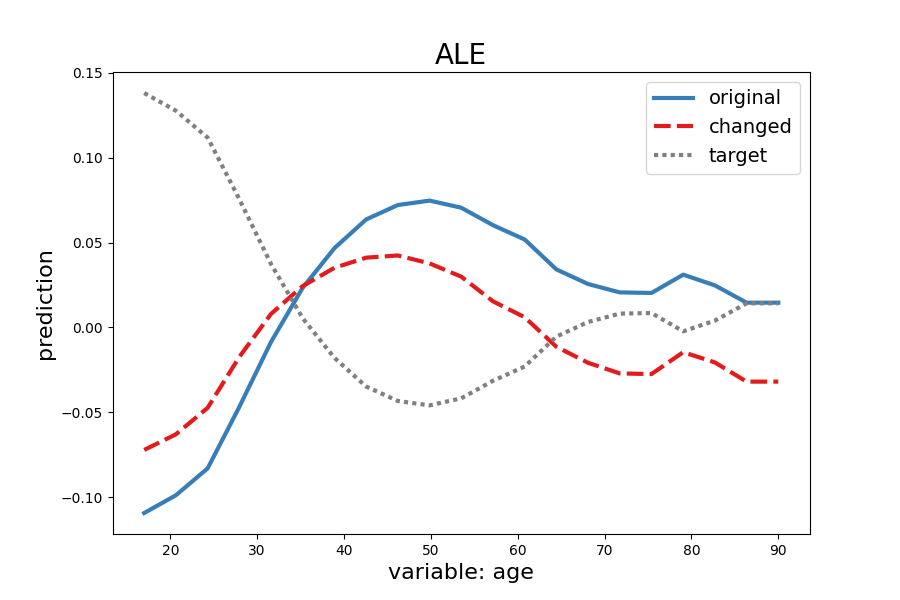 ALE
0.15
0.10
0.05
0.00
−0.05
−0.10
prediction
original
changed
target
20 30 40 50 60 70 80 90
variable: age